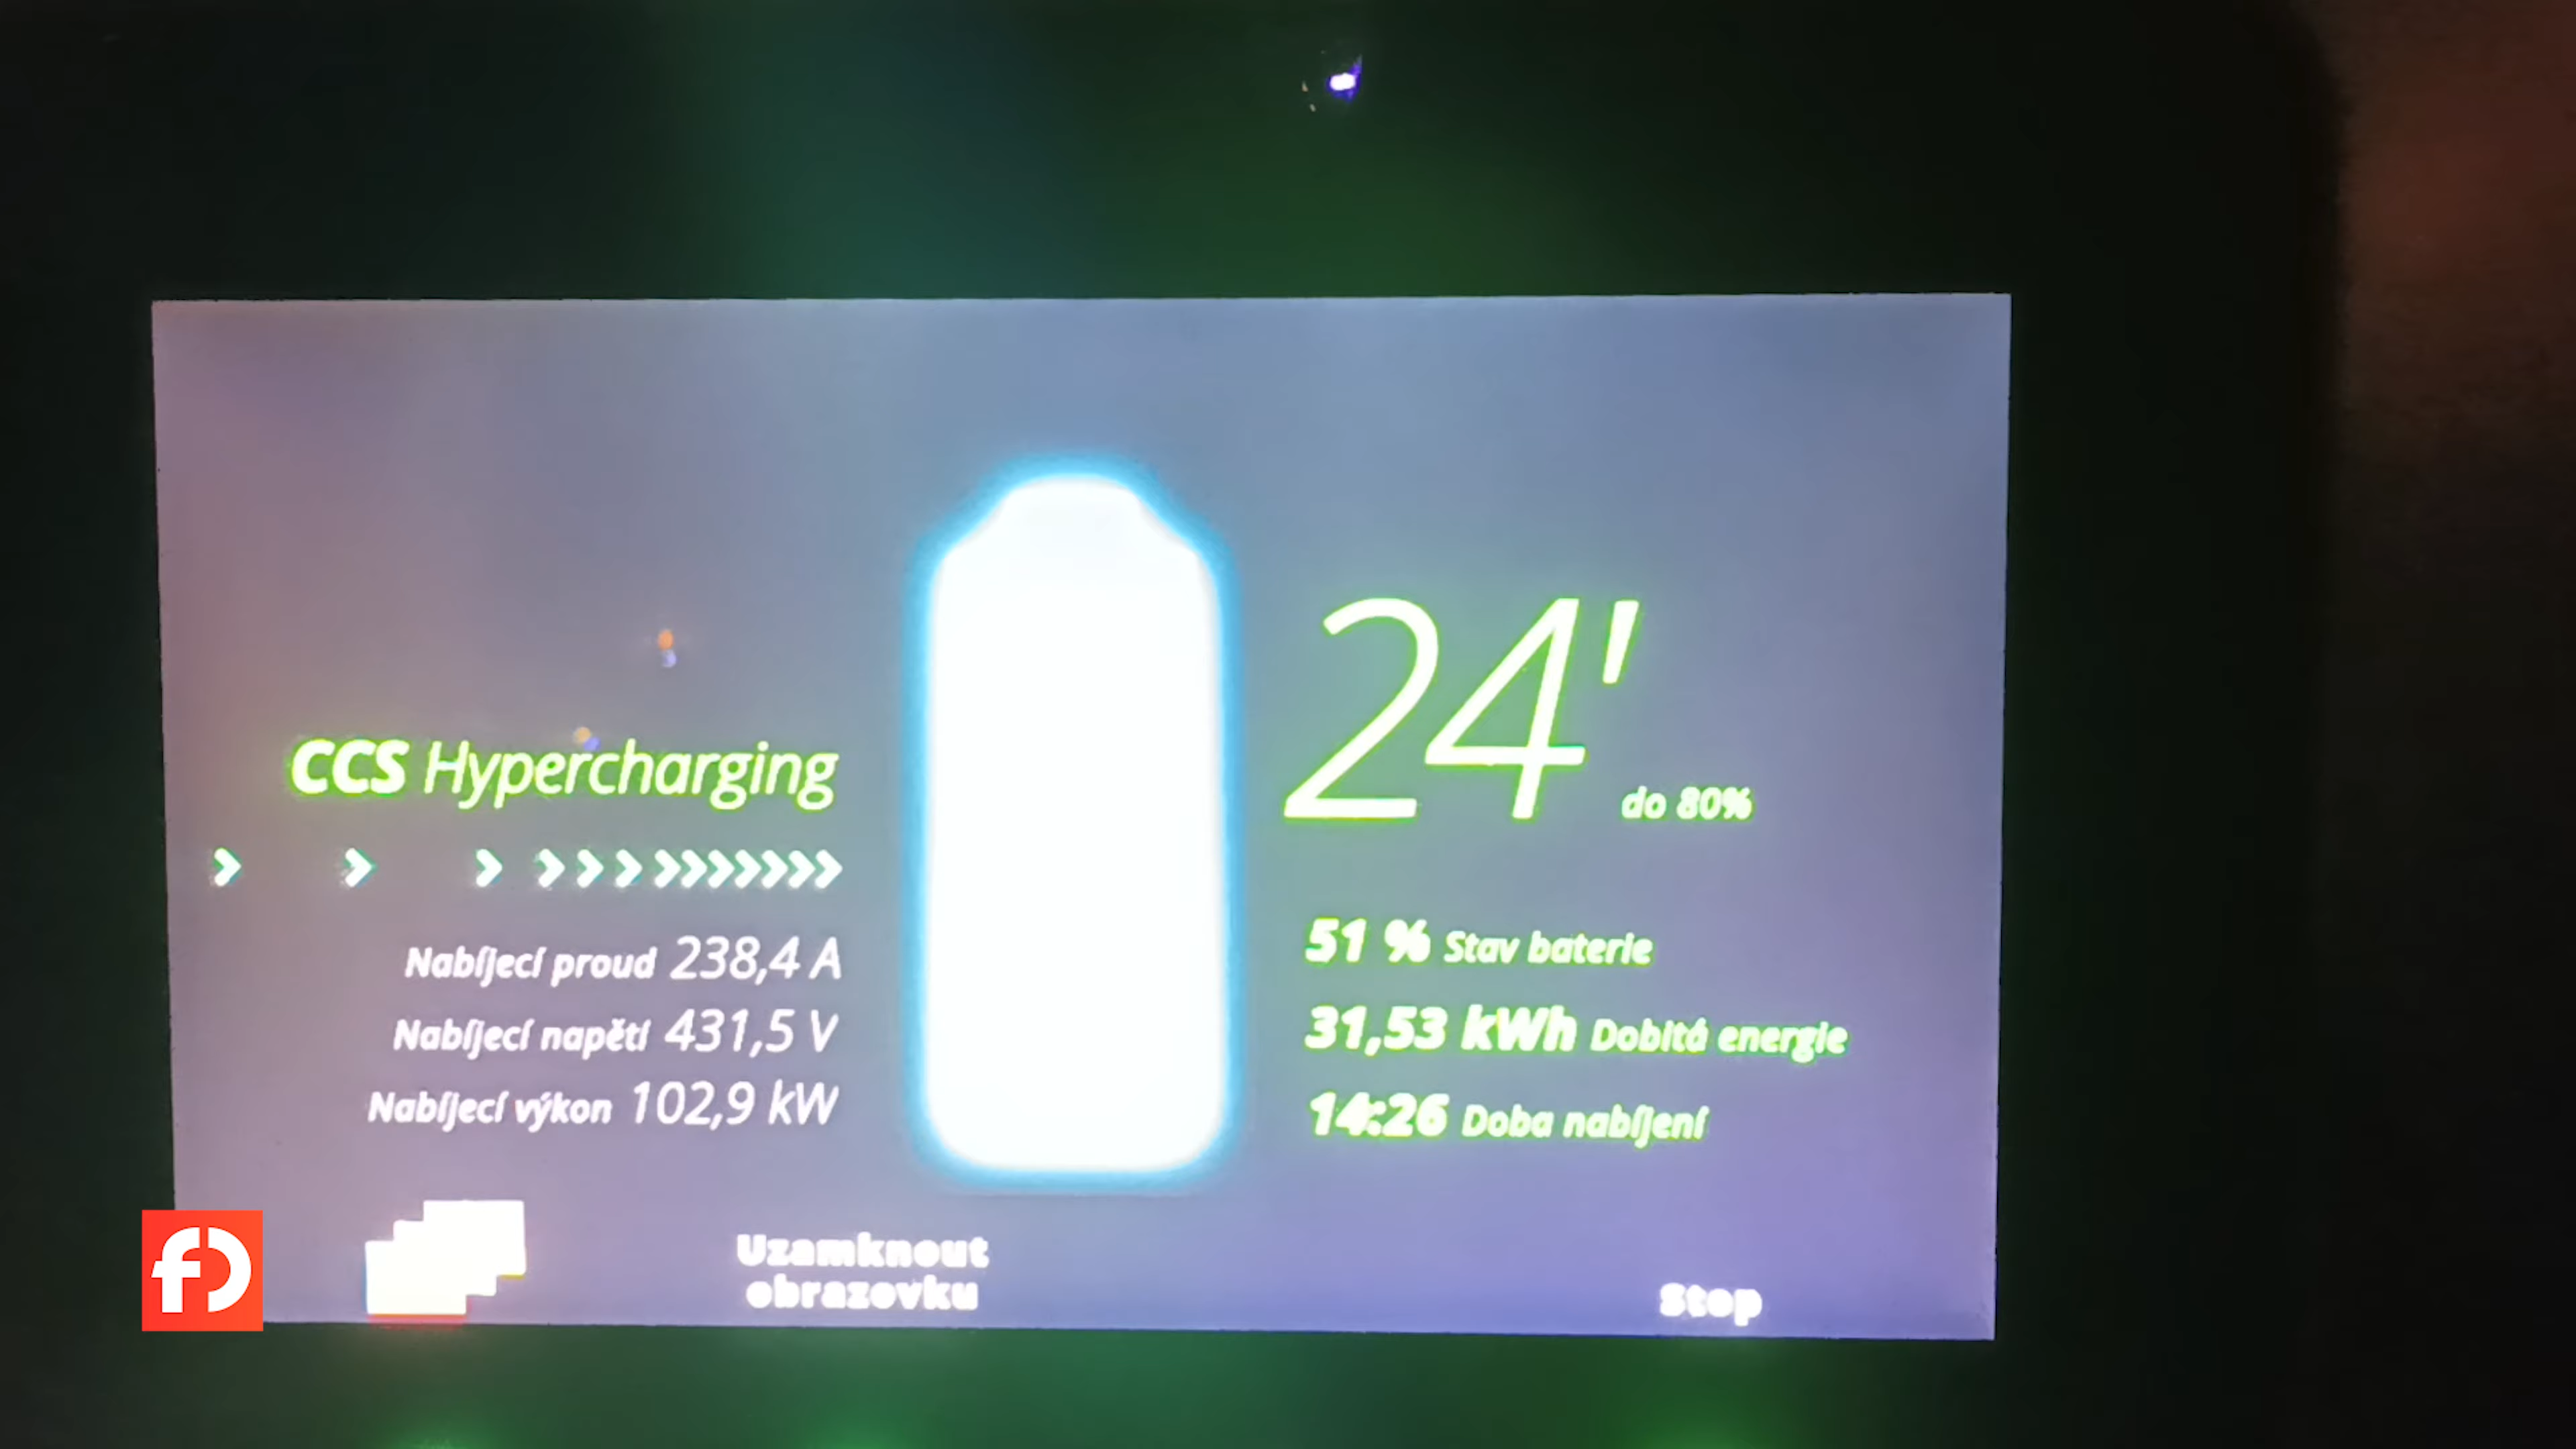 24'
do 80%
CCS Hypercharging
Nabíjecí proud 238,4 A
Nabíjecí napětí 431,5 V
Nabíjecí výkon 102,9 kW
51 % Stav baterie
31,53 kWh Dobitá energie
14:26 Doba nabíjení
Uzamknout
obrazovku
Stop